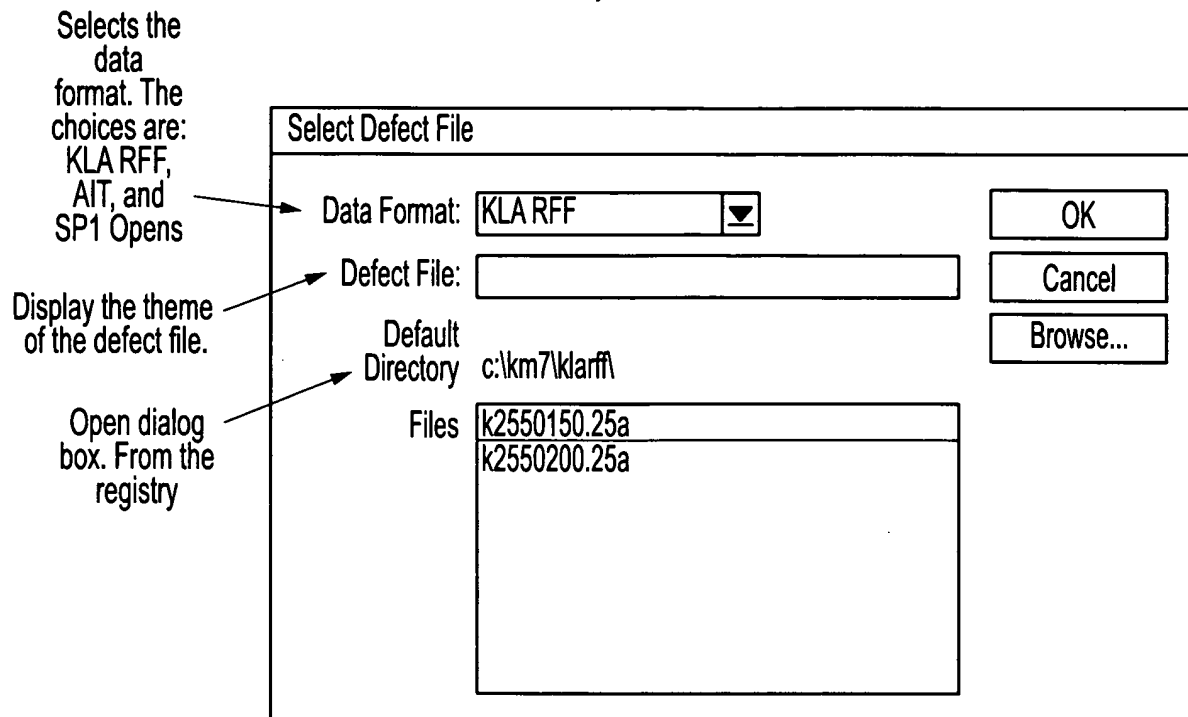 Selects the
data
format. The
choices are:
KLA RFF,
AIT, and
SP1 Opens
Display the theme
of the defect file.
Open dialog
box. From the
registry
Select Defect File
Data Format: KLA RFF
OK
Defect File:
Cancel
Default
Directory c:\km7\klarff\
Browse...
Files k2550150.25a
k2550200.25a